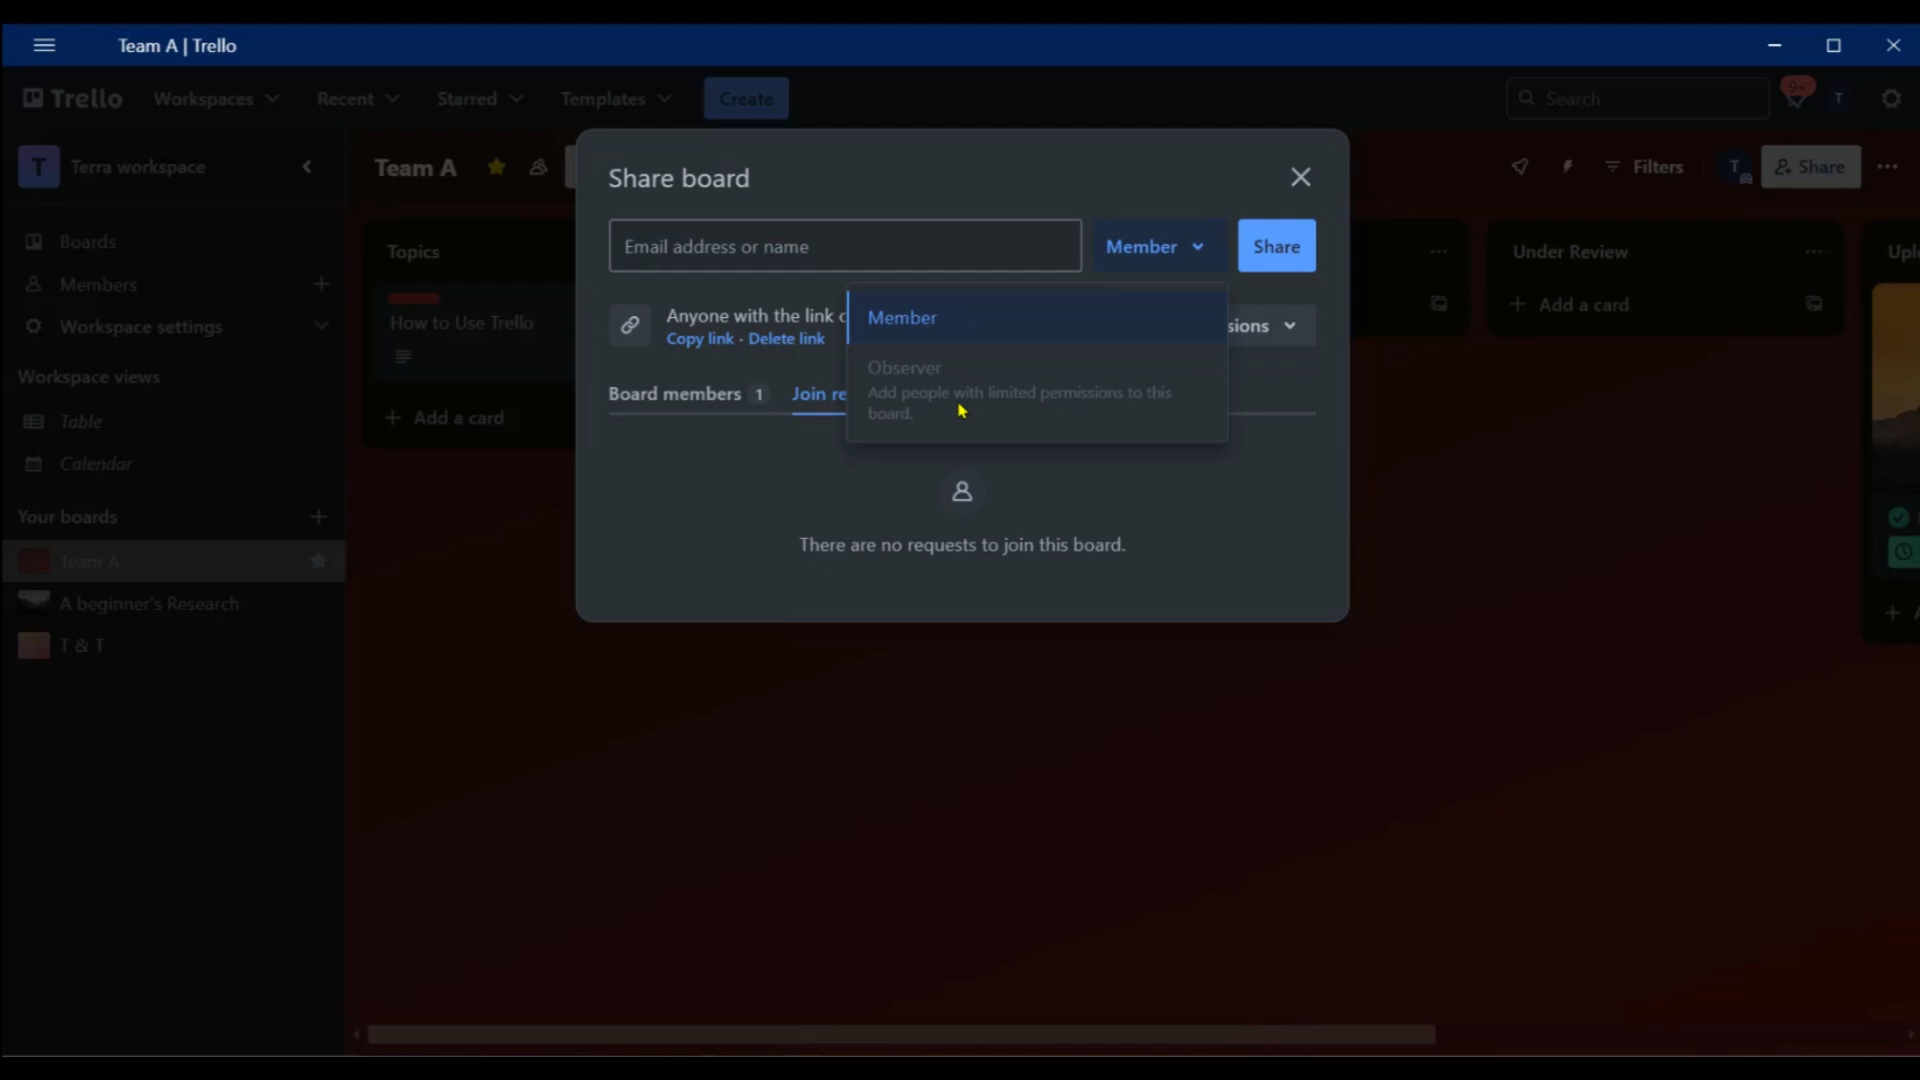 Team A | Trello
Trello Workspaces Recent Starred Templates Create Search 9+ T
T Terra workspace
Team A
T
Filters
Share
Share board
Email address or name
Member
Share
Boards
Members
Workspace settings
Workspace views
Table
Calendar
Your boards
Team A
A beginner's Research
T & T
Topics
How to Use Trello
Add a card
Anyone with the link
Copy link · Delete link
Member
Observer
Add people with limited permissions to this
board.
Board members 1
Join
There are no requests to join this board.
Under Review
Add a card